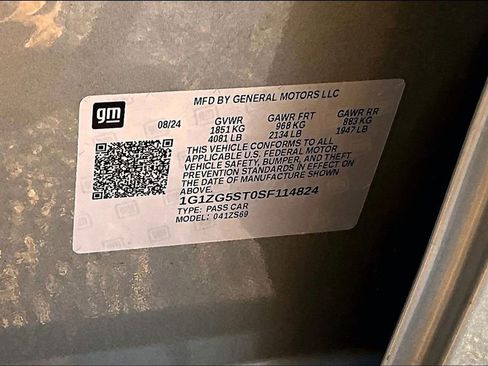 gm
MFD BY GENERAL MOTORS LLC
08/24 GVWR GAWR FRT GAWR RR
1851 KG 968 KG 883 KG
4081 LB 2134 LB 1947 LB
THIS VEHICLE CONFORMS TO ALL
APPLICABLE U.S. FEDERAL MOTOR
VEHICLE SAFETY, BUMPER, AND THEFT
PREVENTION STANDARDS IN EFFECT ON
THE DATE OF MANUFACTURE SHOWN
ABOVE.
1G1ZG5ST0SF114824
TYPE: PASS CAR
MODEL: 041ZS69